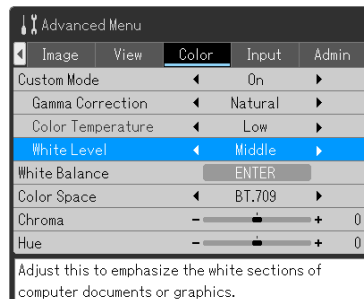 Advanced Menu
Image View Color Input Admin
Custom Mode On
Gamma Correction Natural
Color Temperature Low
White Level Middle
White Balance ENTER
Color Space BT.709
Chroma - + 0
Hue - + 0
Adjust this to emphasize the white sections of
computer documents or graphics.